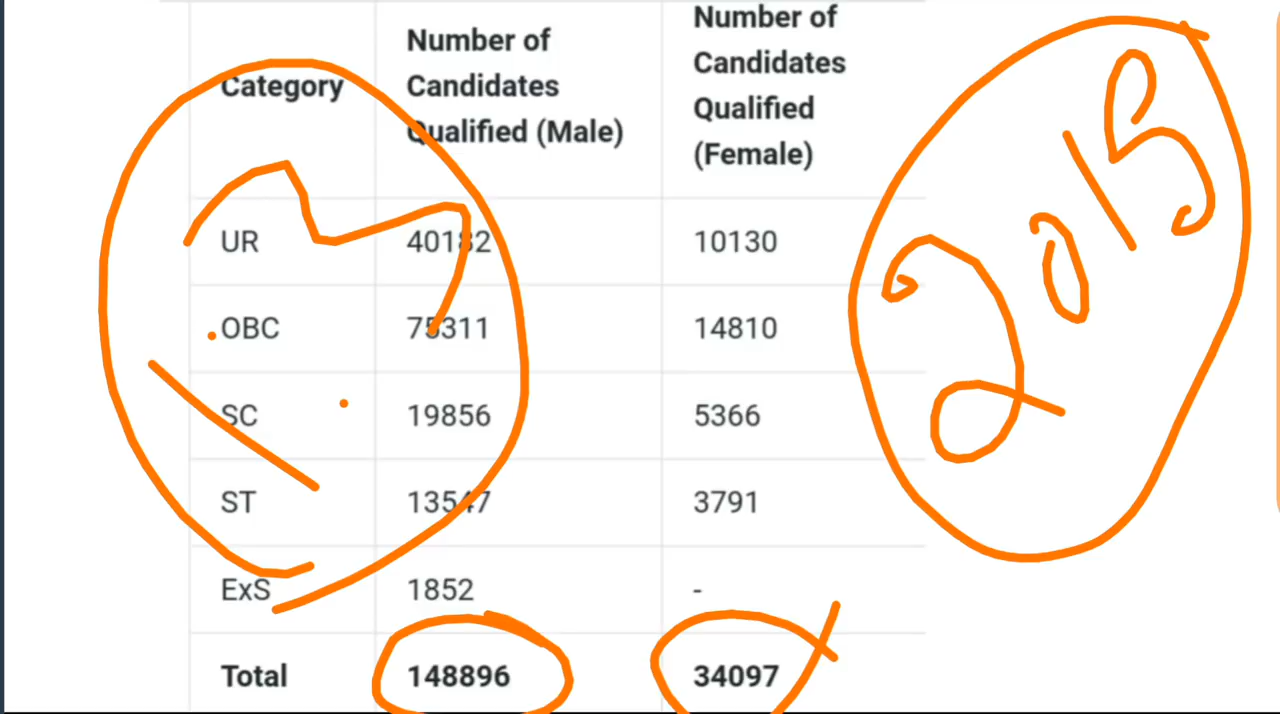 Category	Number of Candidates Qualified (Male)	Number of Candidates Qualified (Female)
UR	40182	10130
OBC	75311	14810
SC	19856	5366
ST	13547	3791
ExS	1852	-
Total	148896	34097
2015